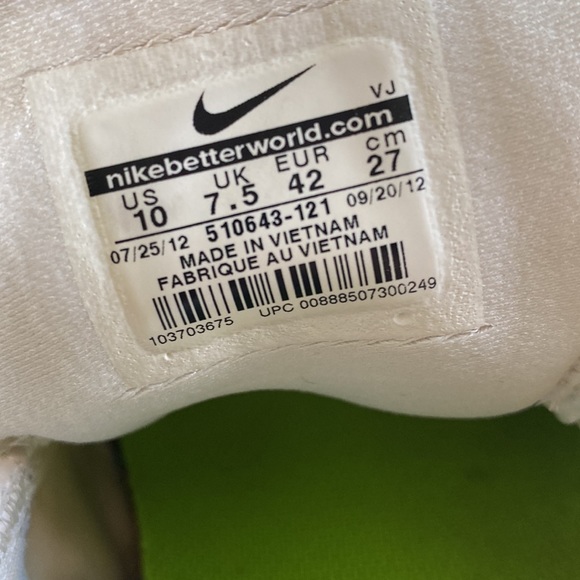 VJ
nikebetterworld.com
US UK EUR cm
10 7.5 42 27
07/25/12 510643-121 09/20/12
MADE IN VIETNAM
FABRIQUE AU VIETNAM
103703675 UPC 00888507300249